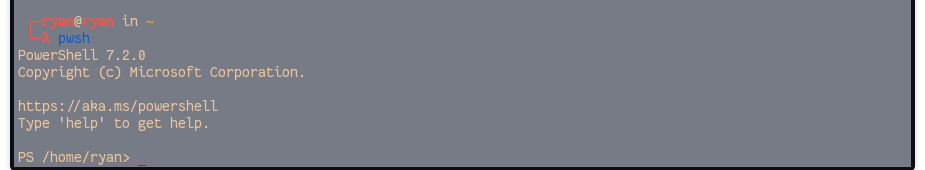 ┌─ryan@ryan in ~
└─λ pwsh
PowerShell 7.2.0
Copyright (c) Microsoft Corporation.
https://aka.ms/powershell
Type 'help' to get help.
PS /home/ryan> _